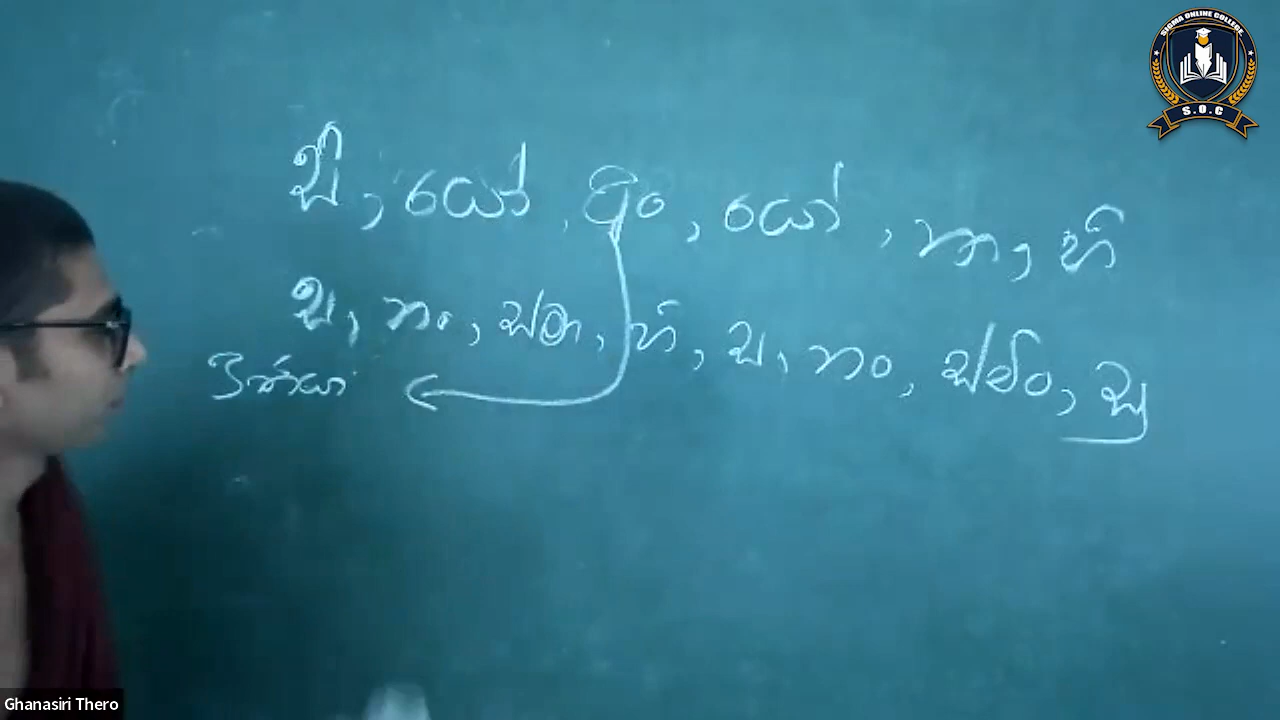 SIGMA ONLINE COLLEGE
S.O.C
සි, යෝ, අං, යෝ, නා, හි
ස, නං, ස්මා, හි, ස, නං, ස්මිං, සු
Ghanasiri Thero